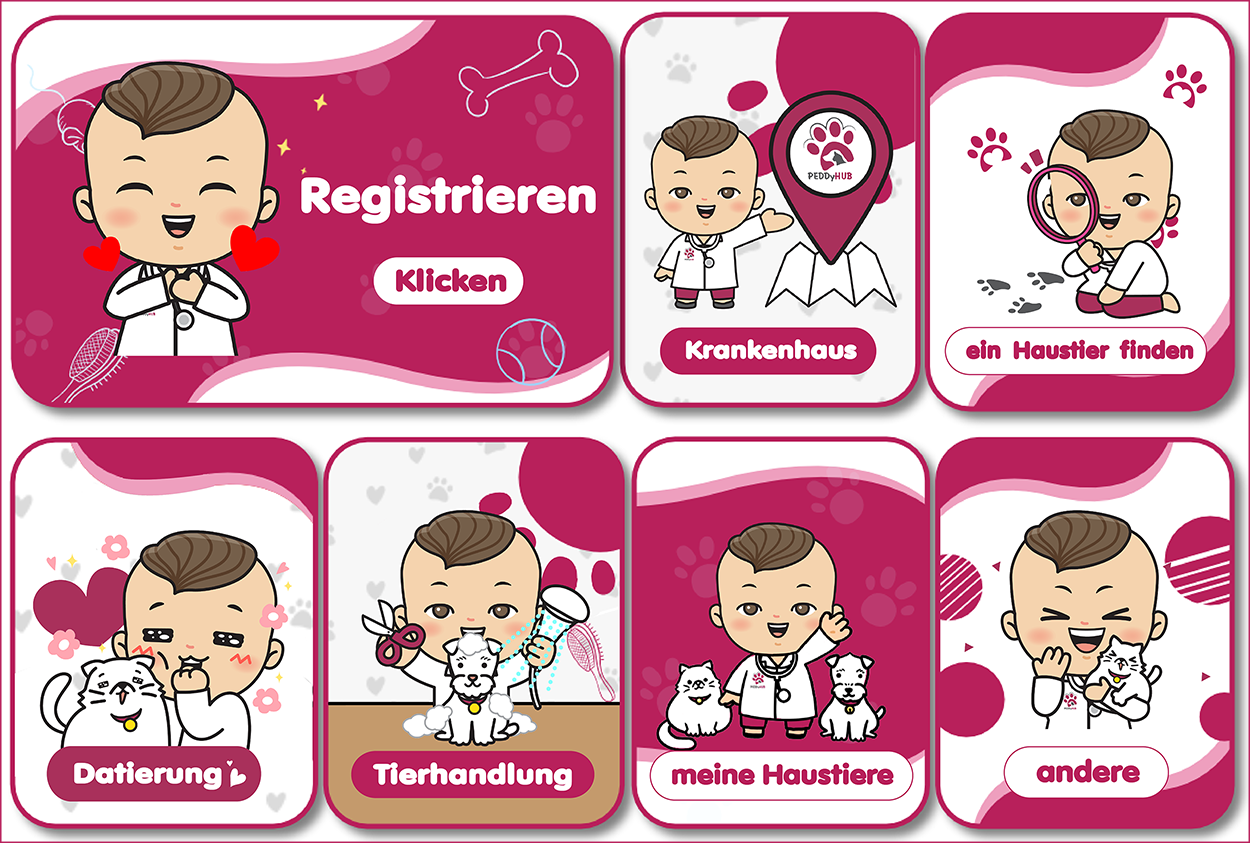 Registrieren
Klicken
PEDDyHUB
Krankenhaus
ein Haustier finden
Datierung
Tierhandlung
meine Haustiere
andere